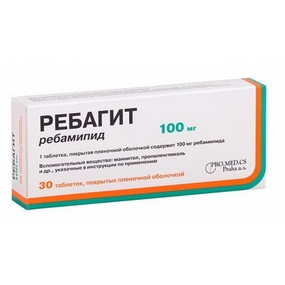 РЕБАГИТ
ребамипид
100 мг
1 таблетка, покрытая пленочной оболочкой содержит 100 мг ребамипида
Вспомогательные вещества: маннитол, пропиленгликоль
и др., указанные в инструкции по применению
30 таблеток, покрытых пленочной оболочкой
PRO.MED.CS
Praha a.s.